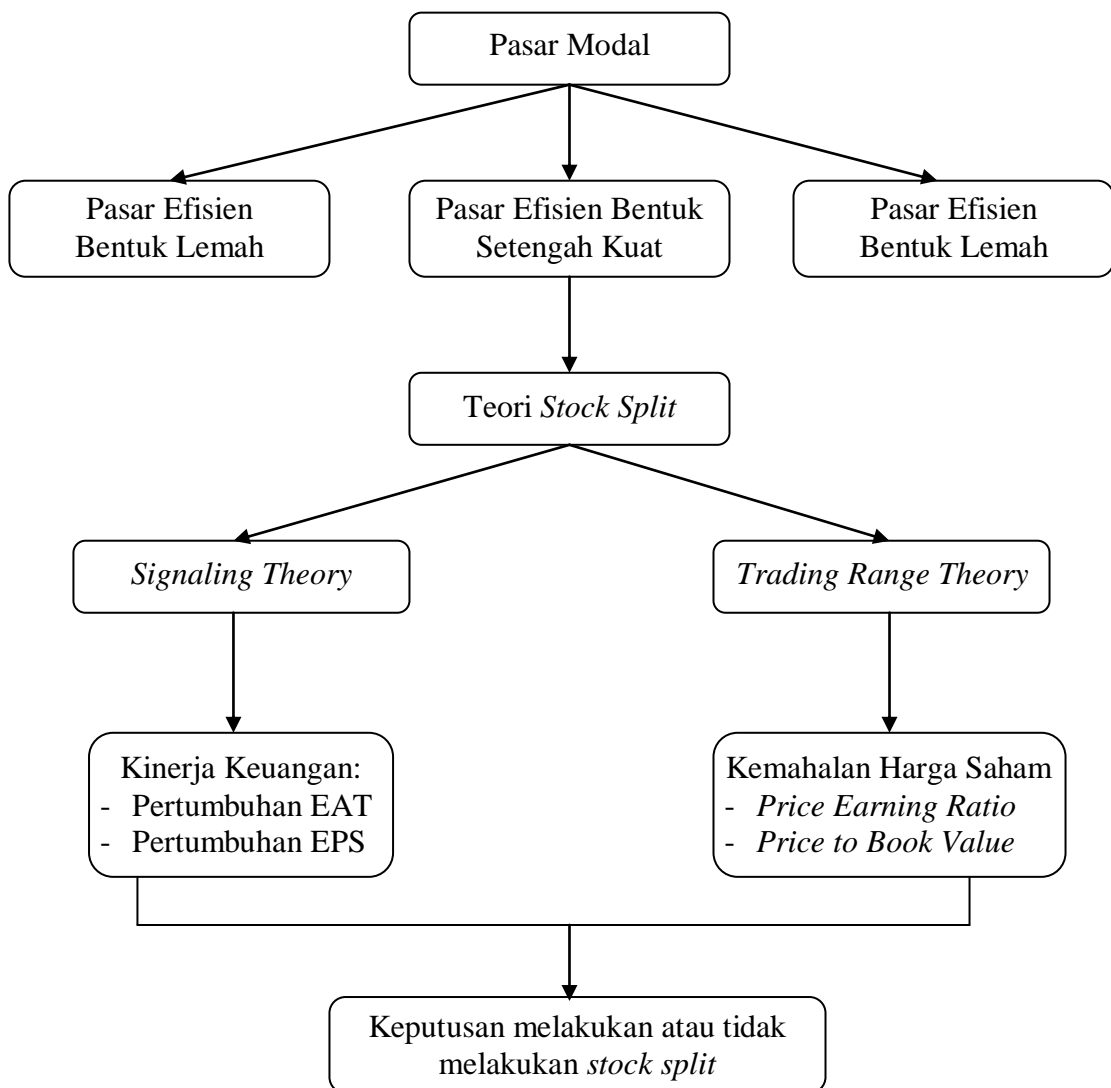 Pasar Modal
Pasar Efisien
Bentuk Lemah
Pasar Efisien Bentuk
Setengah Kuat
Pasar Efisien
Bentuk Lemah
Teori Stock Split
Signaling Theory
Trading Range Theory
Kinerja Keuangan:
- Pertumbuhan EAT
- Pertumbuhan EPS
Kemahalan Harga Saham
- Price Earning Ratio
- Price to Book Value
Keputusan melakukan atau tidak
melakukan stock split